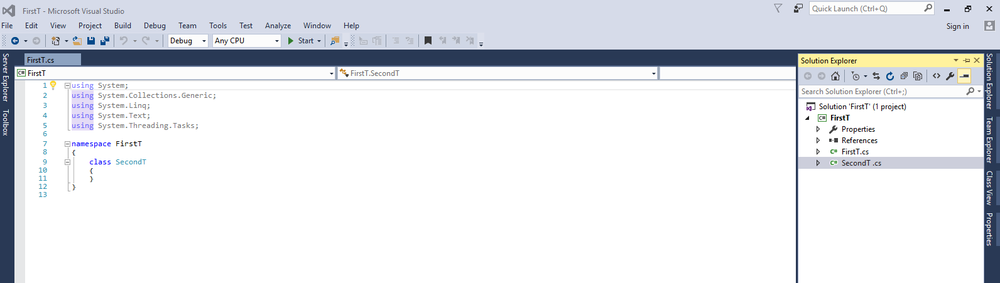 FirstT - Microsoft Visual Studio
Quick Launch (Ctrl+Q)
File Edit View Project Build Debug Team Tools Test Analyze Window Help
Sign in
Debug Any CPU Start
Server Explorer
Toolbox
FirstT.cs
FirstT
FirstT.SecondT
1 using System;
2 using System.Collections.Generic;
3 using System.Linq;
4 using System.Text;
5 using System.Threading.Tasks;
6
7 namespace FirstT
8 {
9 class SecondT
10 {
11 }
12 }
13
Solution Explorer
Search Solution Explorer (Ctrl+;)
Solution 'FirstT' (1 project)
C# FirstT
Properties
References
C# FirstT.cs
C# SecondT .cs
Solution Explorer
Team Explorer
Class View
Properties